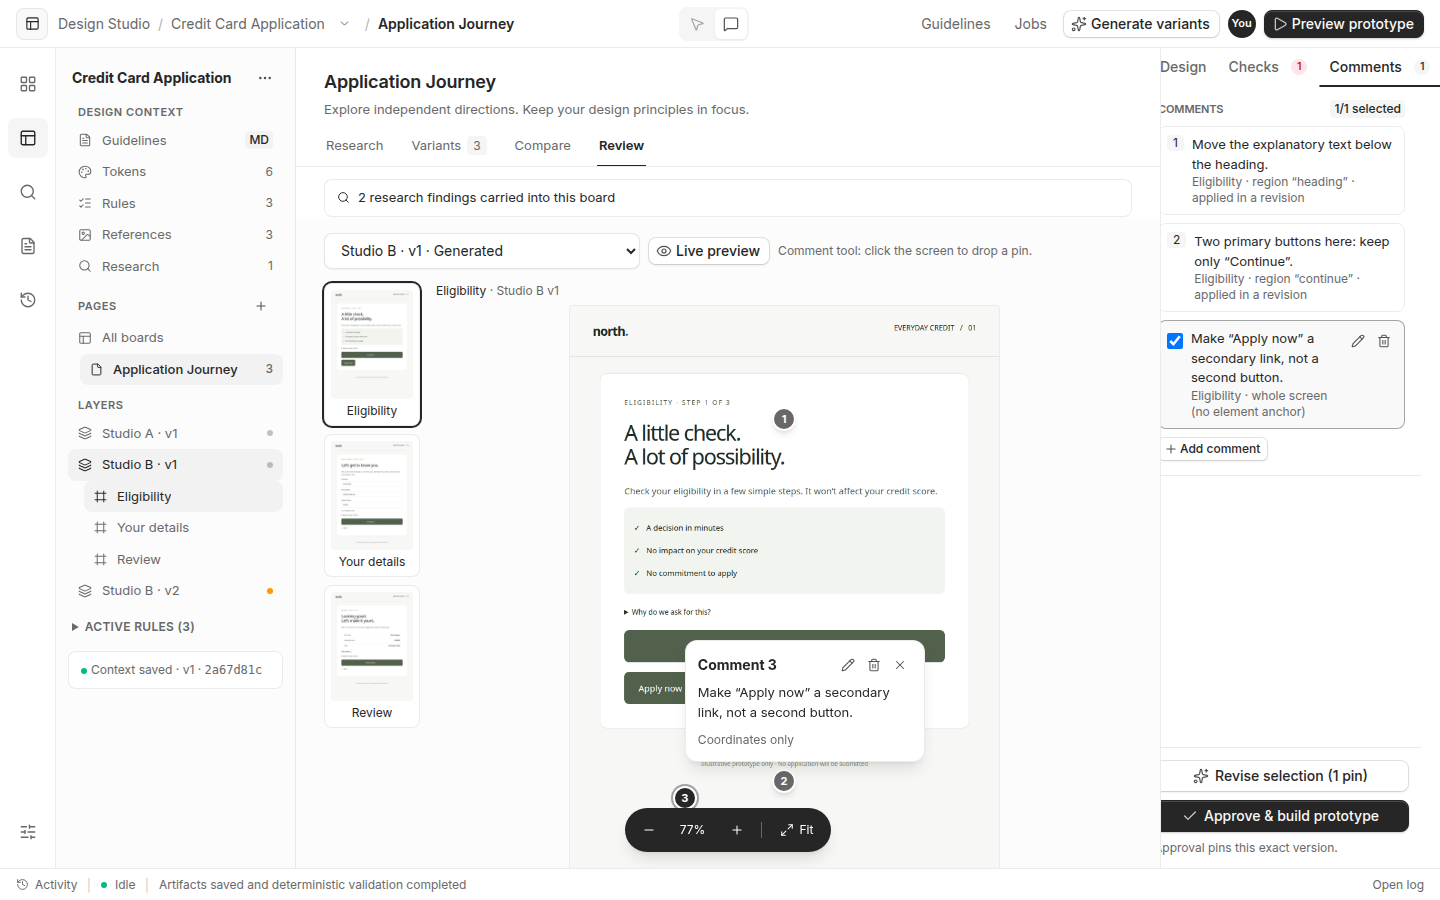 Design Studio / Credit Card Application / Application Journey
Guidelines
Jobs
Generate variants
You
Preview prototype
Credit Card Application
DESIGN CONTEXT
Guidelines MD
Tokens 6
Rules 3
References 3
Research 1
PAGES
All boards
Application Journey 3
LAYERS
Studio A · v1
Studio B · v1
Eligibility
Your details
Review
Studio B · v2
ACTIVE RULES (3)
Context saved · v1 · 2a67d81c
Application Journey
Explore independent directions. Keep your design principles in focus.
Research
Variants 3
Compare
Review
2 research findings carried into this board
Studio B · v1 · Generated
Live preview
Comment tool: click the screen to drop a pin.
Eligibility
Your details
Review
Eligibility · Studio B v1
north.
EVERYDAY CREDIT / 01
ELIGIBILITY · STEP 1 OF 3
1
A little check.
A lot of possibility.
Check your eligibility in a few simple steps. It won't affect your credit score.
✓ A decision in minutes
✓ No impact on your credit score
✓ No commitment to apply
▶ Why do we ask for this?
Apply now
Comment 3
Make “Apply now” a secondary
link, not a second button.
Coordinates only
Illustrative prototype only · No application will be submitted
2
3
77%
Fit
Design
Checks 1
Comments 1
COMMENTS
1/1 selected
1
Move the explanatory text below
the heading.
Eligibility · region “heading” ·
applied in a revision
2
Two primary buttons here: keep
only “Continue”.
Eligibility · region “continue” ·
applied in a revision
Make “Apply now” a
secondary link, not a
second button.
Eligibility · whole screen
(no element anchor)
Add comment
Revise selection (1 pin)
Approve & build prototype
pproval pins this exact version.
Activity
Idle
Artifacts saved and deterministic validation completed
Open log